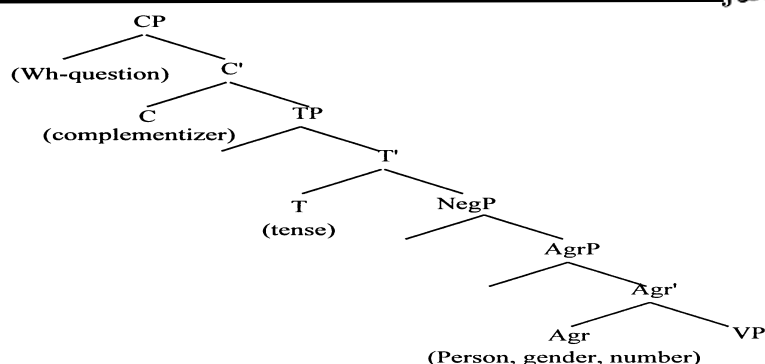 CP
(Wh-question)
C'
C
(complementizer)
TP
T'
T
(tense)
NegP
AgrP
Agr'
Agr
VP
(Person, gender, number)